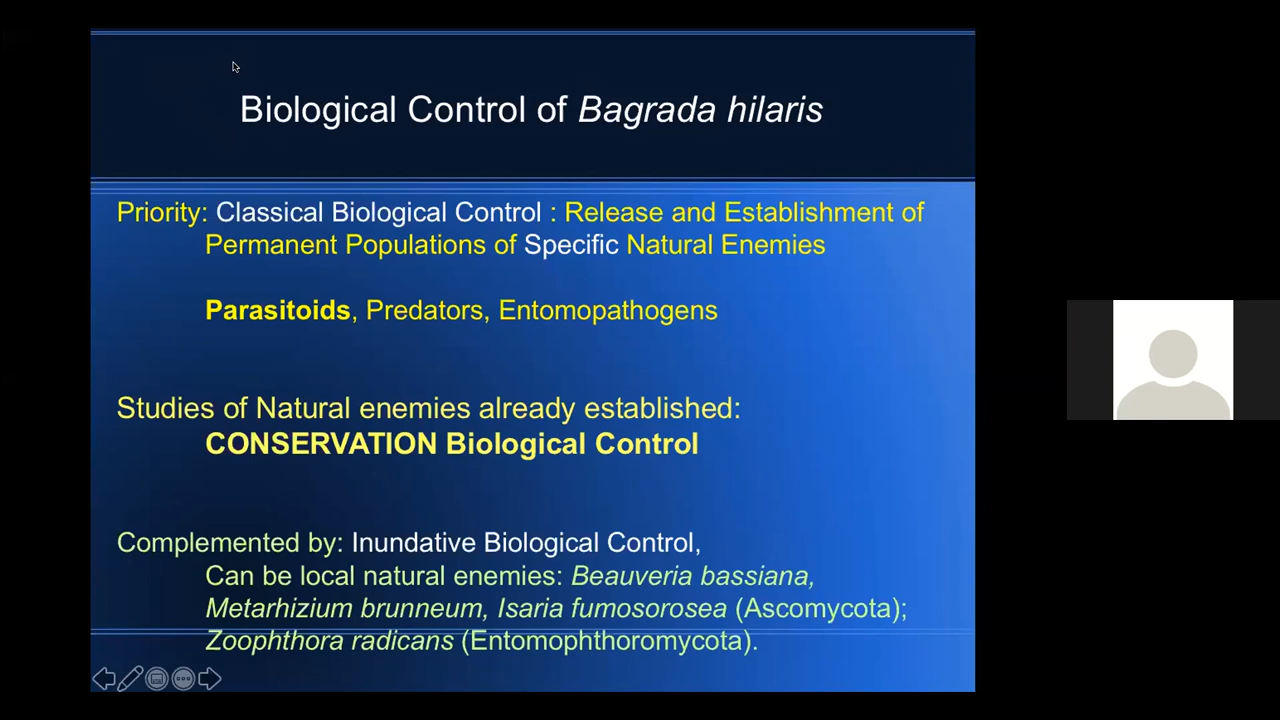 Biological Control of Bagrada hilaris
Priority: Classical Biological Control : Release and Establishment of
Permanent Populations of Specific Natural Enemies
Parasitoids, Predators, Entomopathogens
Studies of Natural enemies already established:
CONSERVATION Biological Control
Complemented by: Inundative Biological Control,
Can be local natural enemies: Beauveria bassiana,
Metarhizium brunneum, Isaria fumosorosea (Ascomycota);
Zoophthora radicans (Entomophthoromycota).